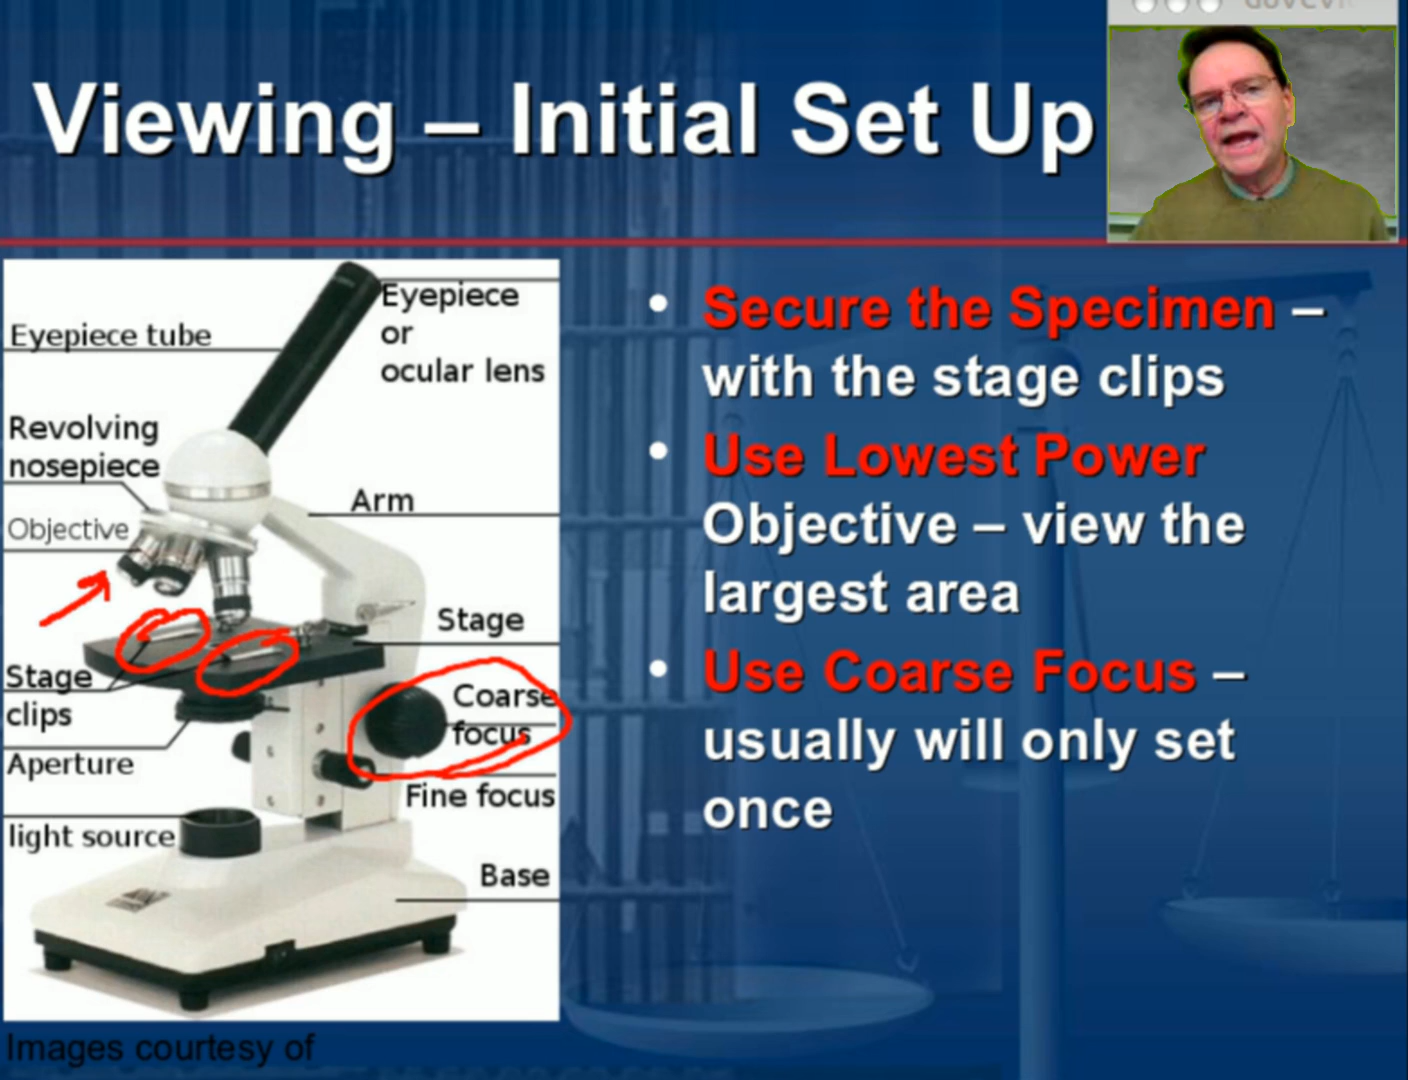 Viewing – Initial Set Up
Eyepiece
or
ocular lens
Eyepiece tube
Revolving
nosepiece
Arm
Objective
Stage
Stage
clips
Coarse
focus
Aperture
Fine focus
light source
Base
• Secure the Specimen –
with the stage clips
• Use Lowest Power
Objective – view the
largest area
• Use Coarse Focus –
usually will only set
once
Images courtesy of